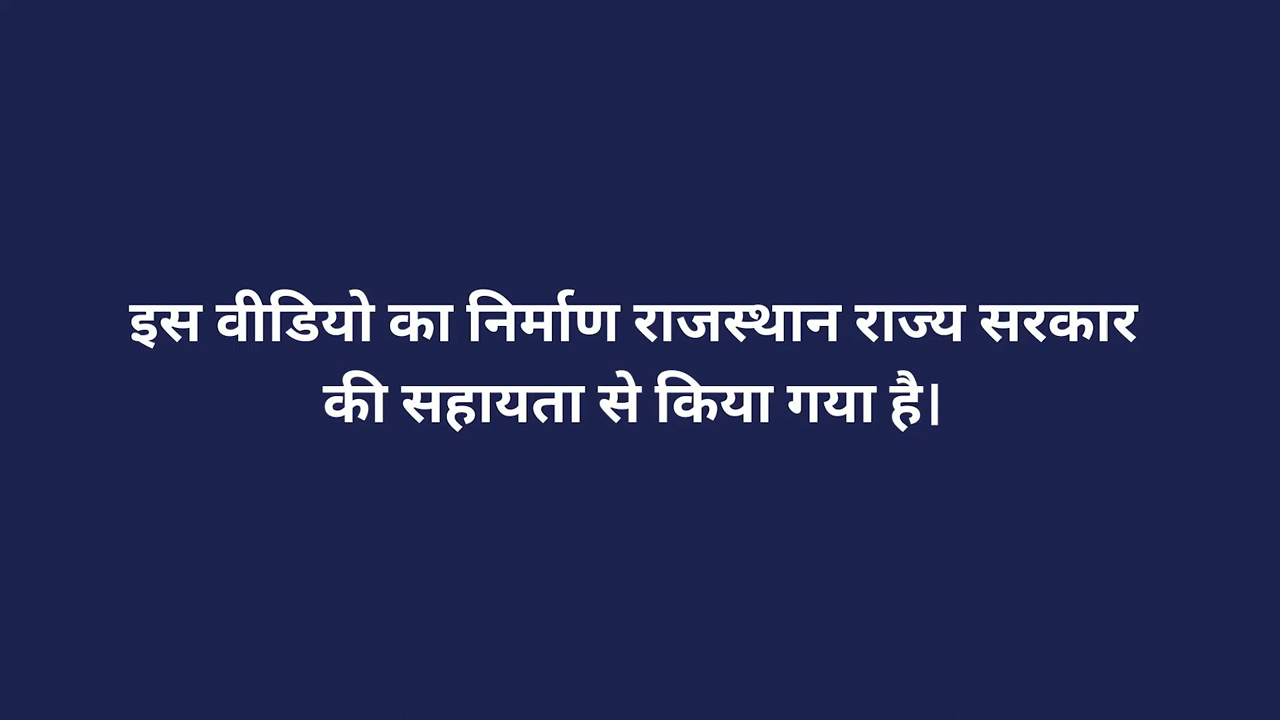 इस वीडियो का निर्माण राजस्थान राज्य सरकार
की सहायता से किया गया है।